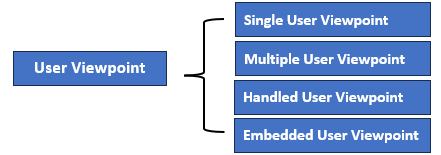 User Viewpoint
Single User Viewpoint
Multiple User Viewpoint
Handled User Viewpoint
Embedded User Viewpoint